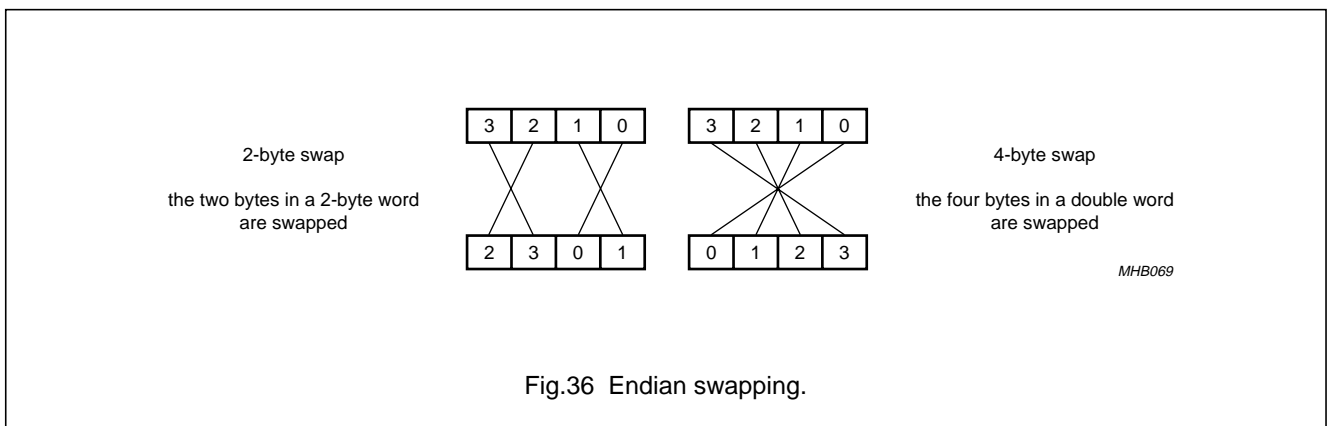 3 2 1 0
3 2 1 0
2-byte swap
4-byte swap
the two bytes in a 2-byte word
are swapped
the four bytes in a double word
are swapped
2 3 0 1
0 1 2 3
MHB069
Fig.36 Endian swapping.